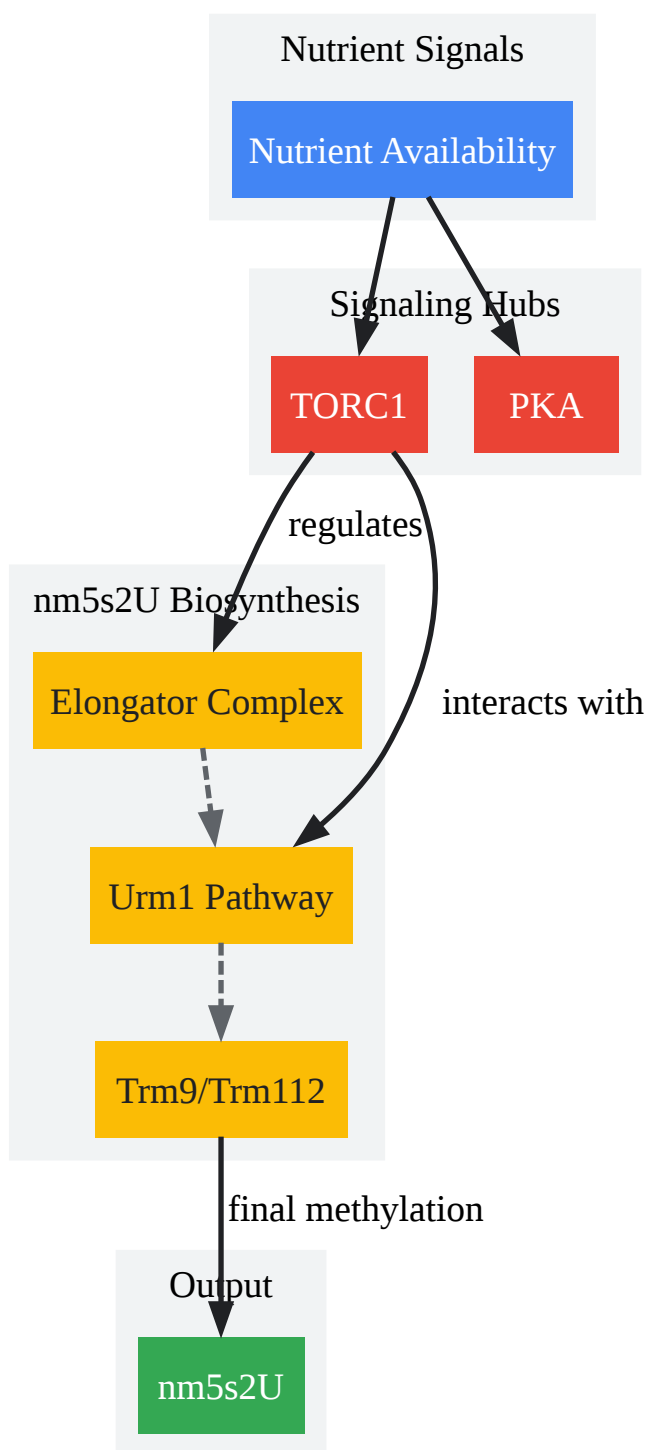 Nutrient Signals
Nutrient Availability
Signaling Hubs
TORC1
PKA
regulates
nm5s2U Biosynthesis
Elongator Complex
interacts with
Urm1 Pathway
Trm9/Trm112
final methylation
Output
nm5s2U